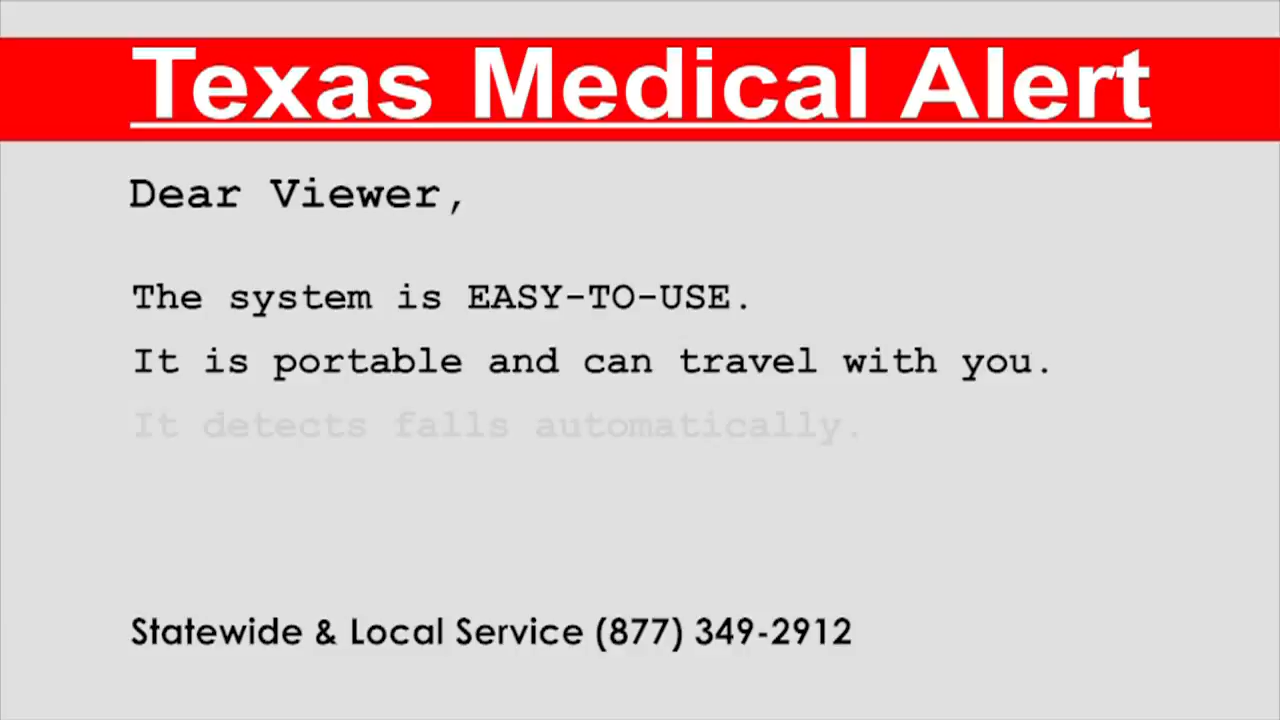 Texas Medical Alert
Dear Viewer,
The system is EASY-TO-USE.
It is portable and can travel with you.
It detects falls automatically.
Statewide & Local Service (877) 349-2912